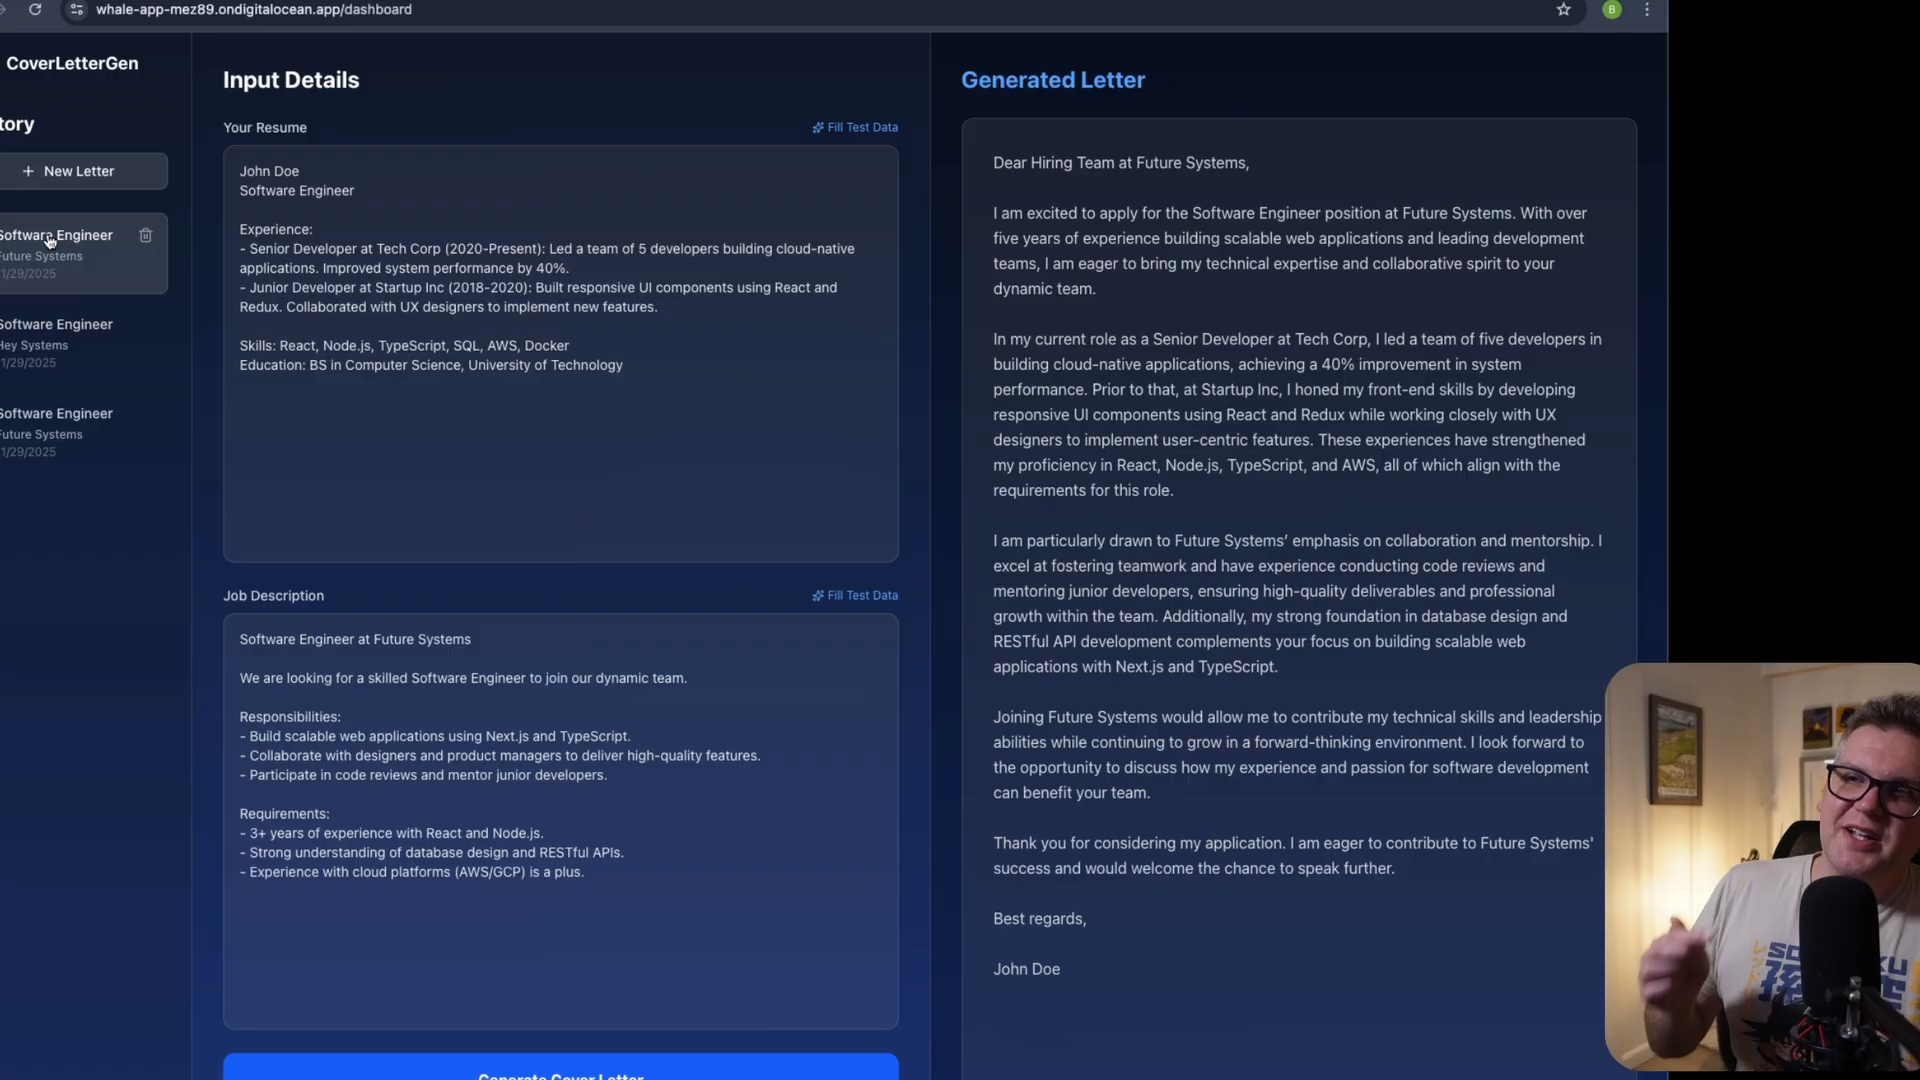 whale-app-mez89.ondigitalocean.app/dashboard
B
CoverLetterGen
tory
+ New Letter
Software Engineer
Future Systems
1/29/2025
Software Engineer
Hey Systems
1/29/2025
Software Engineer
Future Systems
1/29/2025
Input Details
Your Resume
Fill Test Data
John Doe
Software Engineer
Experience:
- Senior Developer at Tech Corp (2020-Present): Led a team of 5 developers building cloud-native
applications. Improved system performance by 40%.
- Junior Developer at Startup Inc (2018-2020): Built responsive UI components using React and
Redux. Collaborated with UX designers to implement new features.
Skills: React, Node.js, TypeScript, SQL, AWS, Docker
Education: BS in Computer Science, University of Technology
Job Description
Fill Test Data
Software Engineer at Future Systems
We are looking for a skilled Software Engineer to join our dynamic team.
Responsibilities:
- Build scalable web applications using Next.js and TypeScript.
- Collaborate with designers and product managers to deliver high-quality features.
- Participate in code reviews and mentor junior developers.
Requirements:
- 3+ years of experience with React and Node.js.
- Strong understanding of database design and RESTful APIs.
- Experience with cloud platforms (AWS/GCP) is a plus.
Generate Cover Letter
Generated Letter
Dear Hiring Team at Future Systems,
I am excited to apply for the Software Engineer position at Future Systems. With over
five years of experience building scalable web applications and leading development
teams, I am eager to bring my technical expertise and collaborative spirit to your
dynamic team.
In my current role as a Senior Developer at Tech Corp, I led a team of five developers in
building cloud-native applications, achieving a 40% improvement in system
performance. Prior to that, at Startup Inc, I honed my front-end skills by developing
responsive UI components using React and Redux while working closely with UX
designers to implement user-centric features. These experiences have strengthened
my proficiency in React, Node.js, TypeScript, and AWS, all of which align with the
requirements for this role.
I am particularly drawn to Future Systems’ emphasis on collaboration and mentorship. I
excel at fostering teamwork and have experience conducting code reviews and
mentoring junior developers, ensuring high-quality deliverables and professional
growth within the team. Additionally, my strong foundation in database design and
RESTful API development complements your focus on building scalable web
applications with Next.js and TypeScript.
Joining Future Systems would allow me to contribute my technical skills and leadership
abilities while continuing to grow in a forward-thinking environment. I look forward to
the opportunity to discuss how my experience and passion for software development
can benefit your team.
Thank you for considering my application. I am eager to contribute to Future Systems'
success and would welcome the chance to speak further.
Best regards,
John Doe